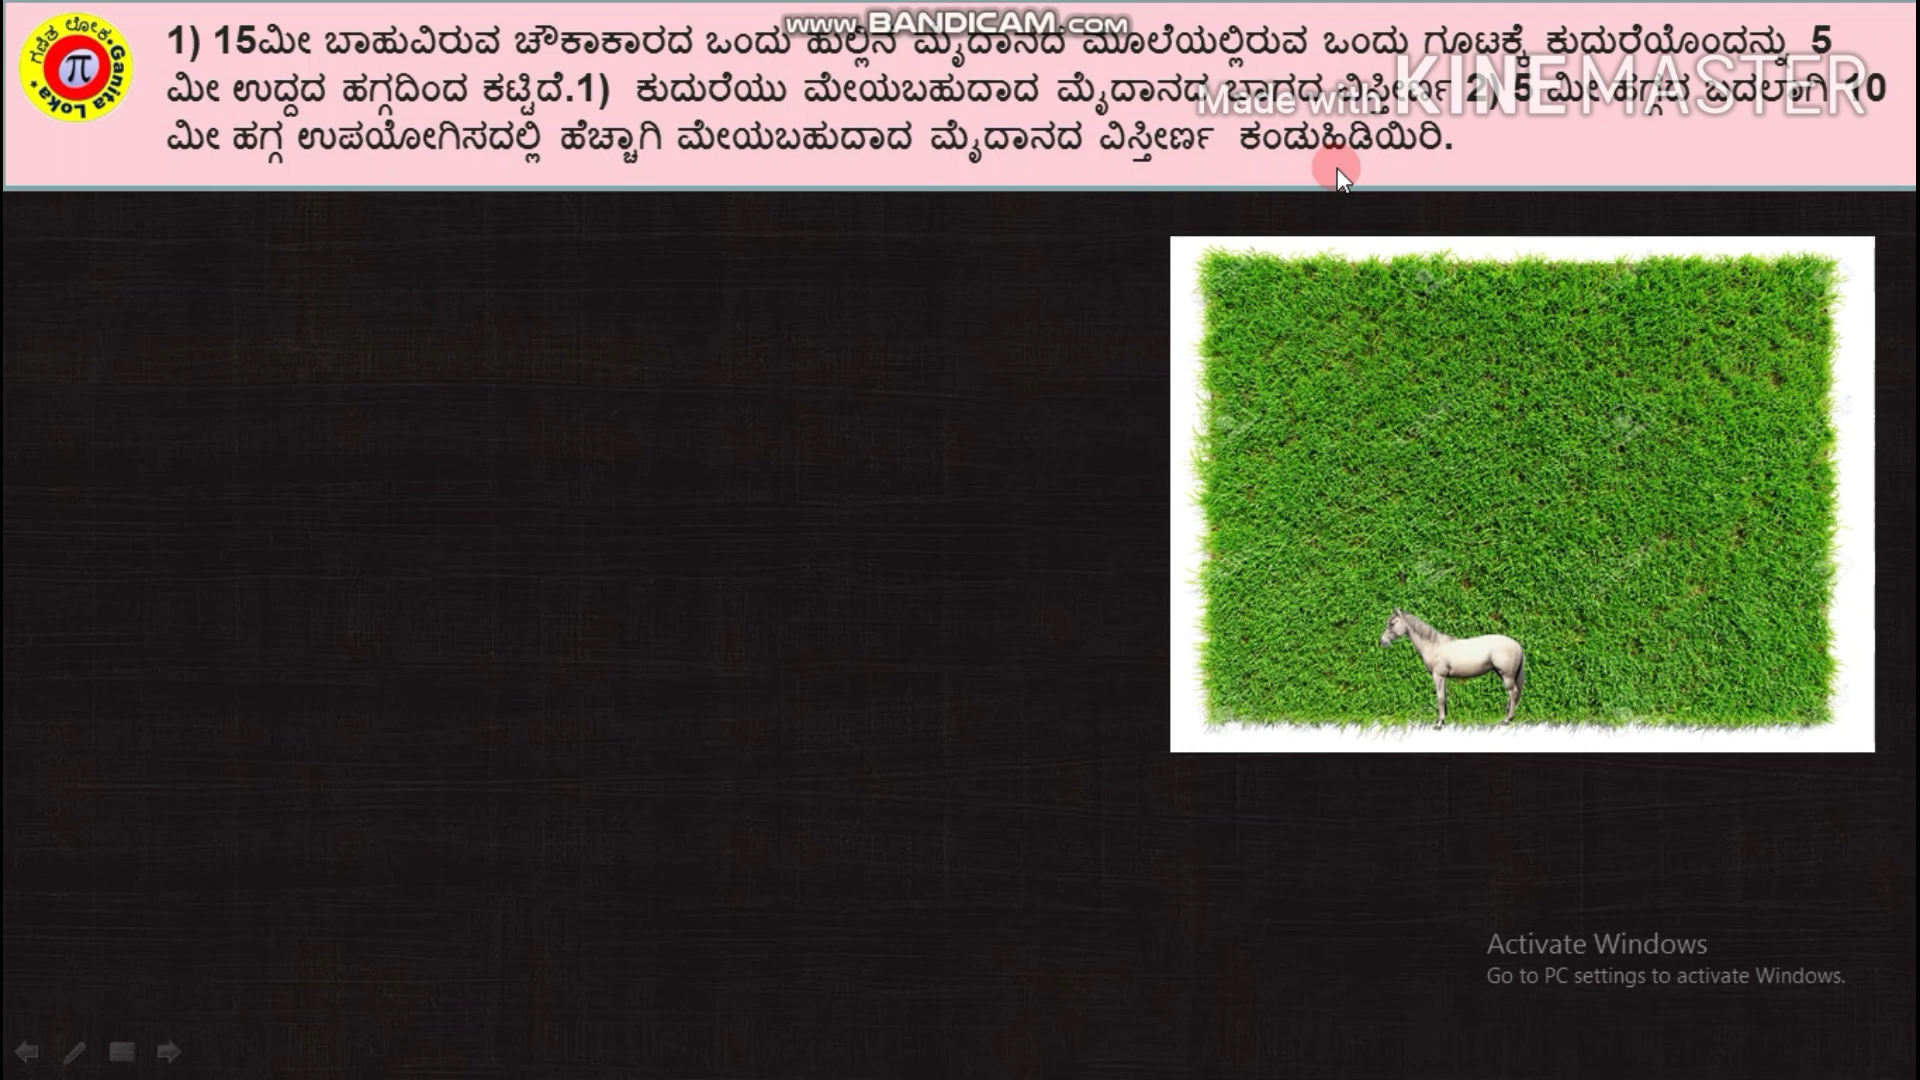 www.BANDICAM.com
ಗಣಿತ ಲೋಕ
Ganita Loka
π
1) 15ಮೀ ಬಾಹುವಿರುವ ಚೌಕಾಕಾರದ ಒಂದು ಹುಲ್ಲಿನ ಮೈದಾನದ ಮೂಲೆಯಲ್ಲಿರುವ ಒಂದು ಗೂಟಕ್ಕೆ ಕುದುರೆಯೊಂದನ್ನು 5
ಮೀ ಉದ್ದದ ಹಗ್ಗದಿಂದ ಕಟ್ಟಿದೆ.1) ಕುದುರೆಯು ಮೇಯಬಹುದಾದ ಮೈದಾನದ ಭಾಗದ ವಿಸ್ತೀರ್ಣ 2) 5 ಮೀ ಹಗ್ಗದ ಬದಲಾಗಿ 10
Made with KINEMASTER
ಮೀ ಹಗ್ಗ ಉಪಯೋಗಿಸದಲ್ಲಿ ಹೆಚ್ಚಾಗಿ ಮೇಯಬಹುದಾದ ಮೈದಾನದ ವಿಸ್ತೀರ್ಣ ಕಂಡುಹಿಡಿಯಿರಿ.
Activate Windows
Go to PC settings to activate Windows.